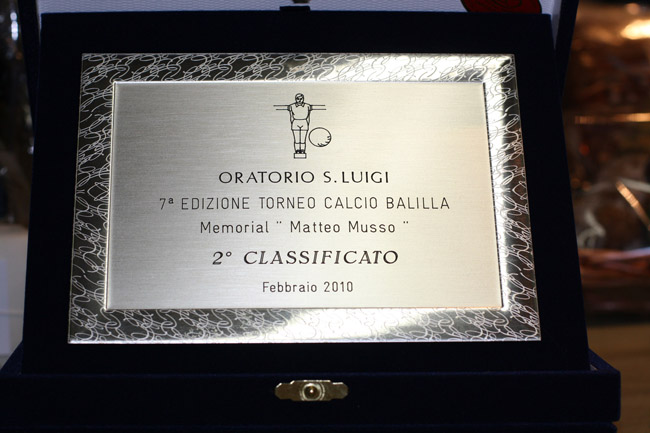 ORATORIO S. LUIGI
7ª EDIZIONE TORNEO CALCIO BALILLA
Memorial " Matteo Musso "
2° CLASSIFICATO
Febbraio 2010